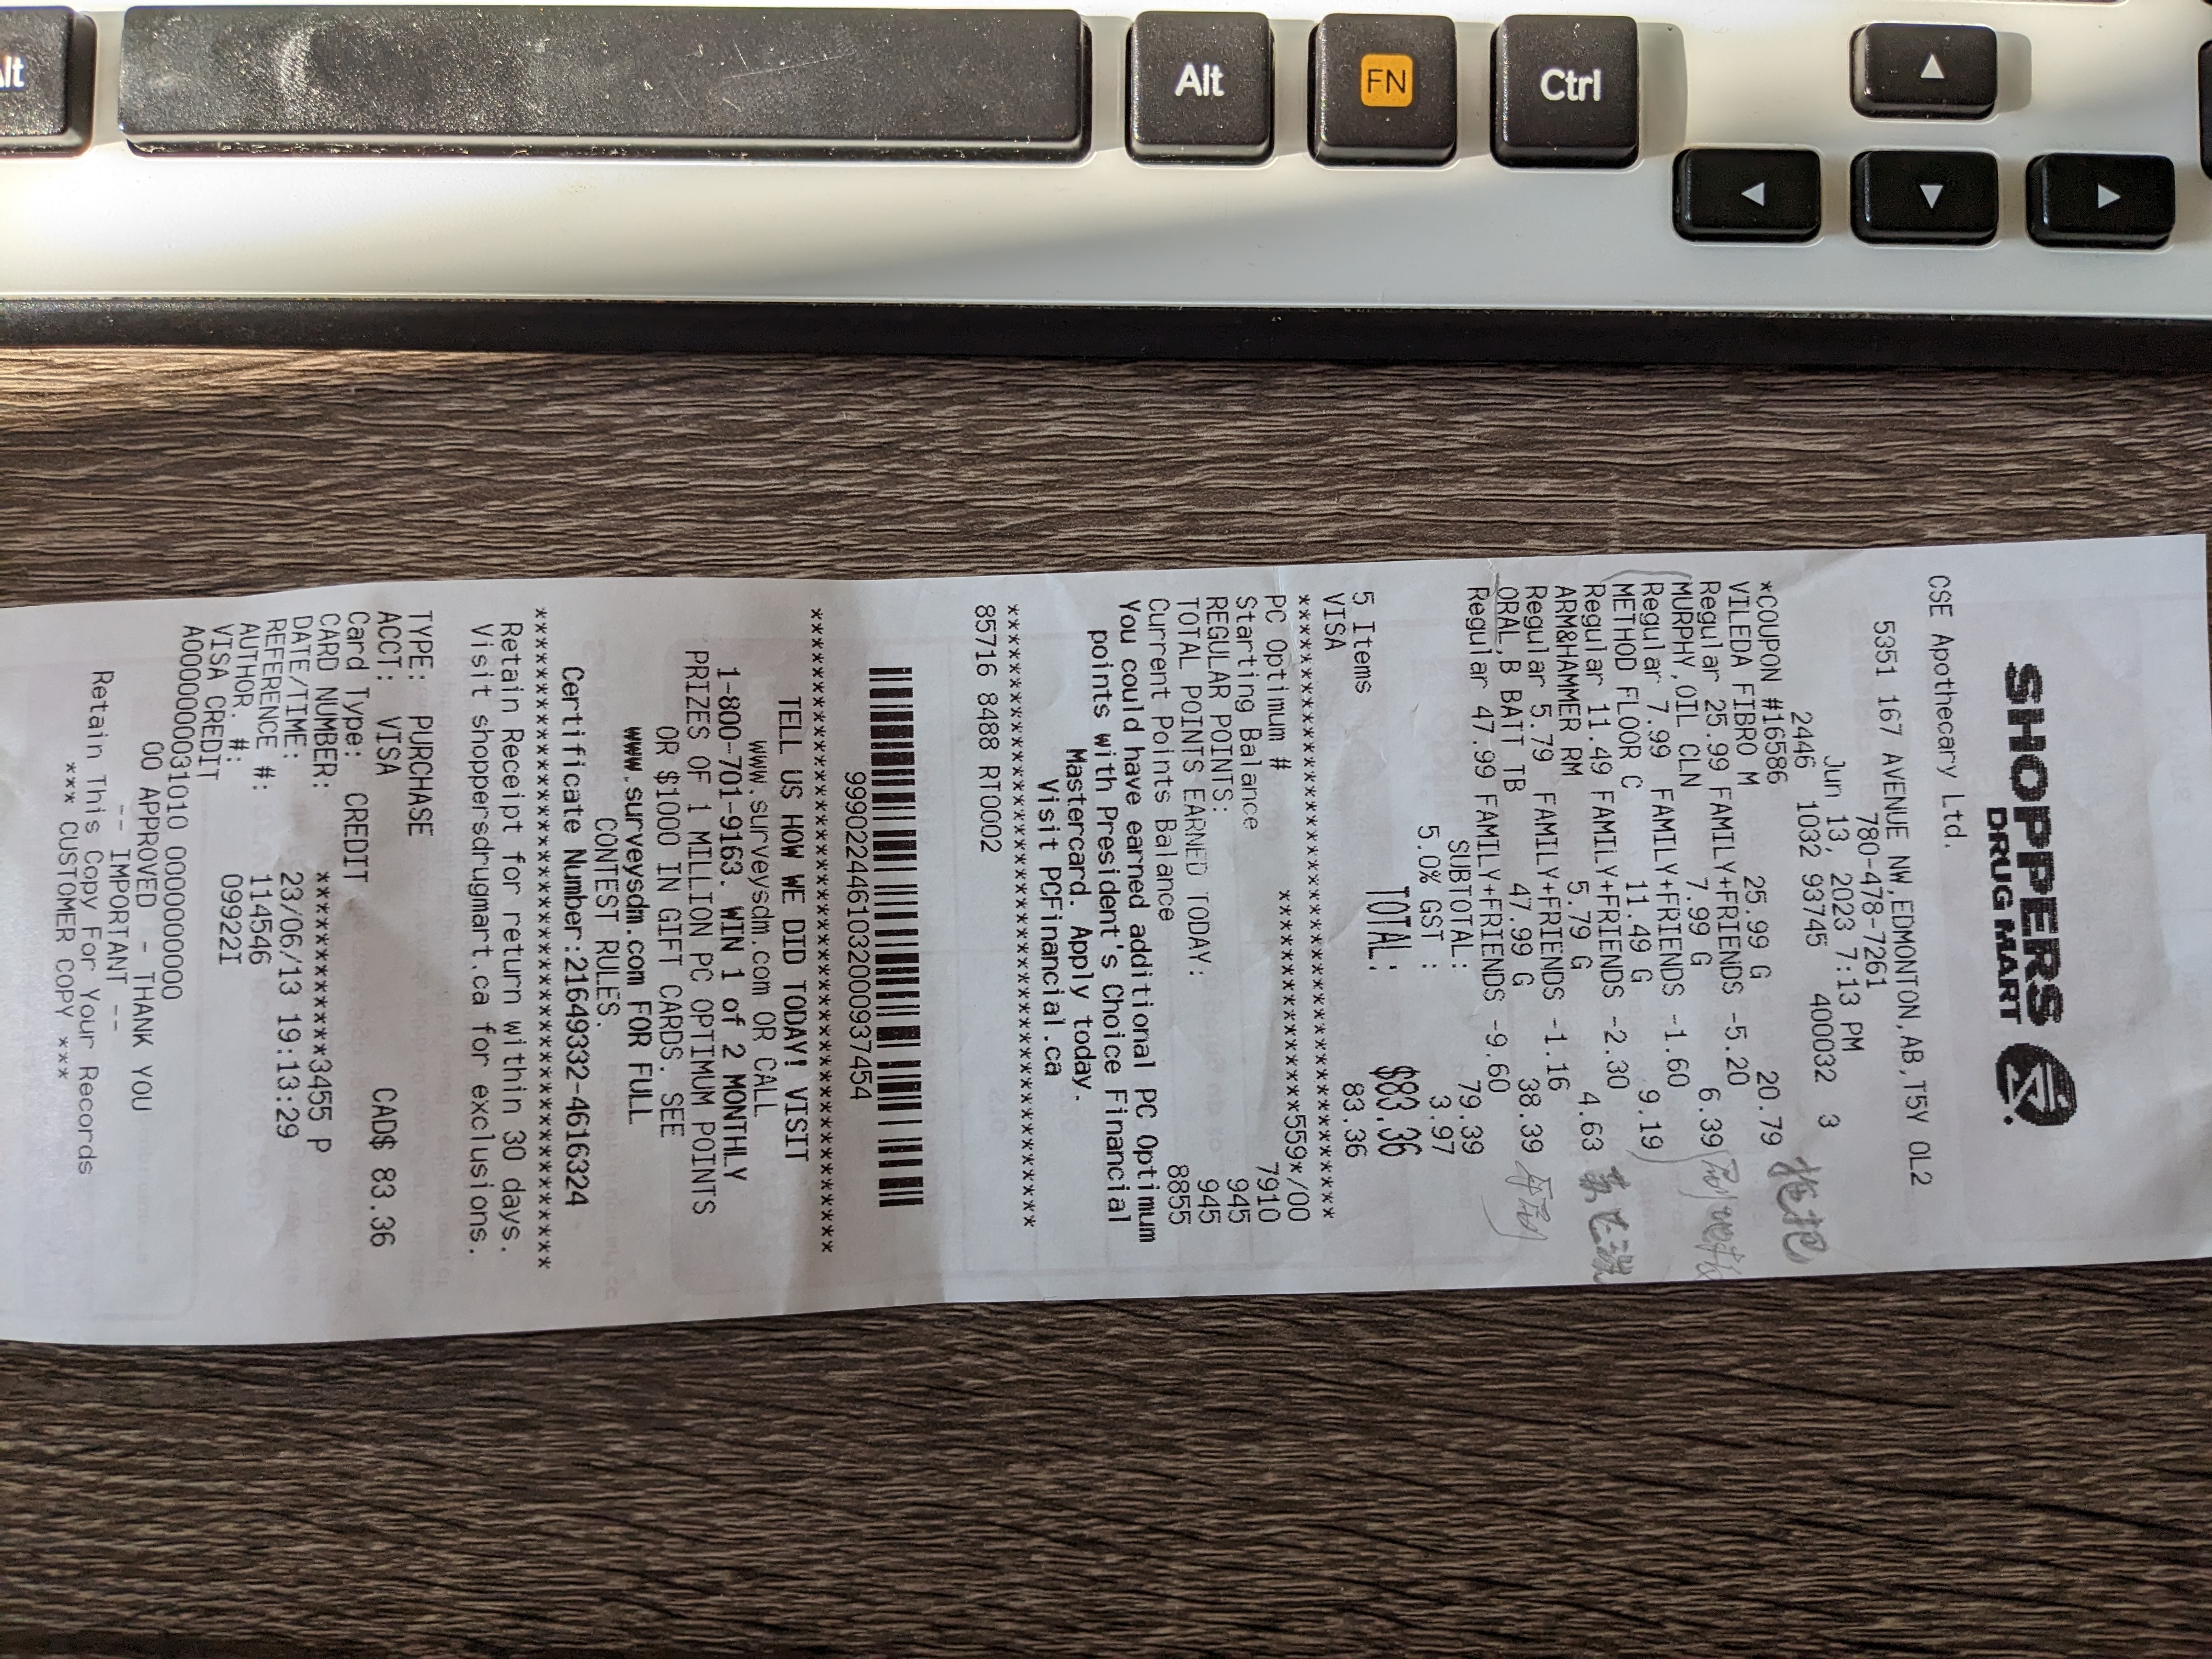 Alt
Alt
FN
Ctrl
SHOPPERS
DRUG MART
CSE Apothecary Ltd.
5351 167 AVENUE NW,EDMONTON,AB,T5V 0L2
780-478-7261
Jun 13, 2023 7:13 PM
2446 1032 93745 400032 3
*COUPON #16586
VILEDA FIBRO M 25.99 G 20.79 拖把
Regular 25.99 FAMILY+FRIENDS -5.20
MURPHY,OIL CLN 7.99 G 6.39
Regular 7.99 FAMILY+FRIENDS -1.60
METHOD FLOOR C 11.49 G 9.19
Regular 11.49 FAMILY+FRIENDS -2.30
ARM&HAMMER RM 5.79 G 4.63
Regular 5.79 FAMILY+FRIENDS -1.16
ORAL,B BATT TB 47.99 G 38.39
Regular 47.99 FAMILY+FRIENDS -9.60
SUBTOTAL: 79.39
5.0% GST : 3.97
TOTAL: $83.36
5 Items
VISA 83.36
****************************************
PC Optimum # ************559*/00
Starting Balance 7910
REGULAR POINTS: 945
TOTAL POINTS EARNED TODAY: 945
Current Points Balance 8855
You could have earned additional PC Optimum
points with President's Choice Financial
Mastercard. Apply today.
Visit PCFinancial.ca
****************************************
85716 8488 RT0002
9990224461032000937454
****************************************
TELL US HOW WE DID TODAY! VISIT
www.surveysdm.com OR CALL
1-800-701-9163. WIN 1 of 2 MONTHLY
PRIZES OF 1 MILLION PC OPTIMUM POINTS
OR $1000 IN GIFT CARDS. SEE
www.surveysdm.com FOR FULL
CONTEST RULES.
Certificate Number:21649332-4616324
****************************************
Retain Receipt for return within 30 days.
Visit shoppersdrugmart.ca for exclusions.
TYPE: PURCHASE
ACCT: VISA CAD$ 83.36
Card Type: CREDIT
CARD NUMBER: ************3455 P
DATE/TIME: 23/06/13 19:13:29
REFERENCE #: 114546
AUTHOR. #: 09922I
VISA CREDIT
A0000000031010 0000000000
00 APPROVED - THANK YOU
-- IMPORTANT --
Retain This Copy For Your Records
*** CUSTOMER COPY ***